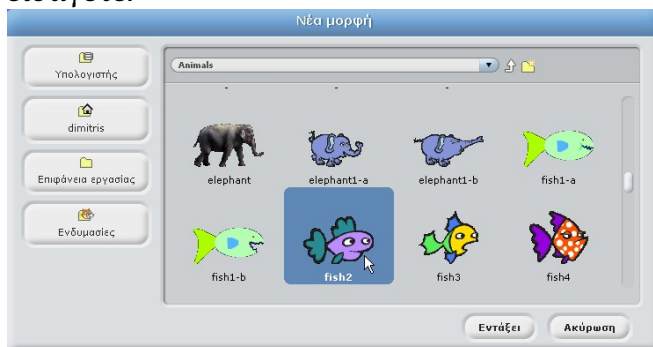 Νέα μορφή
Υπολογιστής
Animals
dimitris
Επιφάνεια εργασίας
Ενδυμασίες
elephant elephant1-a elephant1-b fish1-a
fish1-b fish2 fish3 fish4
Εντάξει Ακύρωση